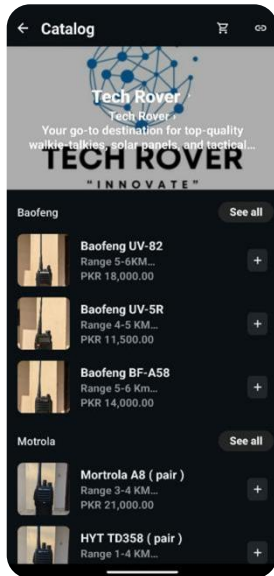 Catalog
Tech Rover
Tech Rover
Your go-to destination for top-quality
walkie-talkies, solar panels, and tactical...
TECH ROVER
"INNOVATE"
Baofeng
See all
Baofeng UV-82
Range 5-6KM...
PKR 18,000.00
Baofeng UV-5R
Range 4-5 KM...
PKR 11,500.00
Baofeng BF-A58
Range 5-6 Km...
PKR 14,000.00
Motrola
See all
Mortrola A8 ( pair )
Range 3-4 KM...
PKR 21,000.00
HYT TD358 ( pair )
Range 1-4 KM...